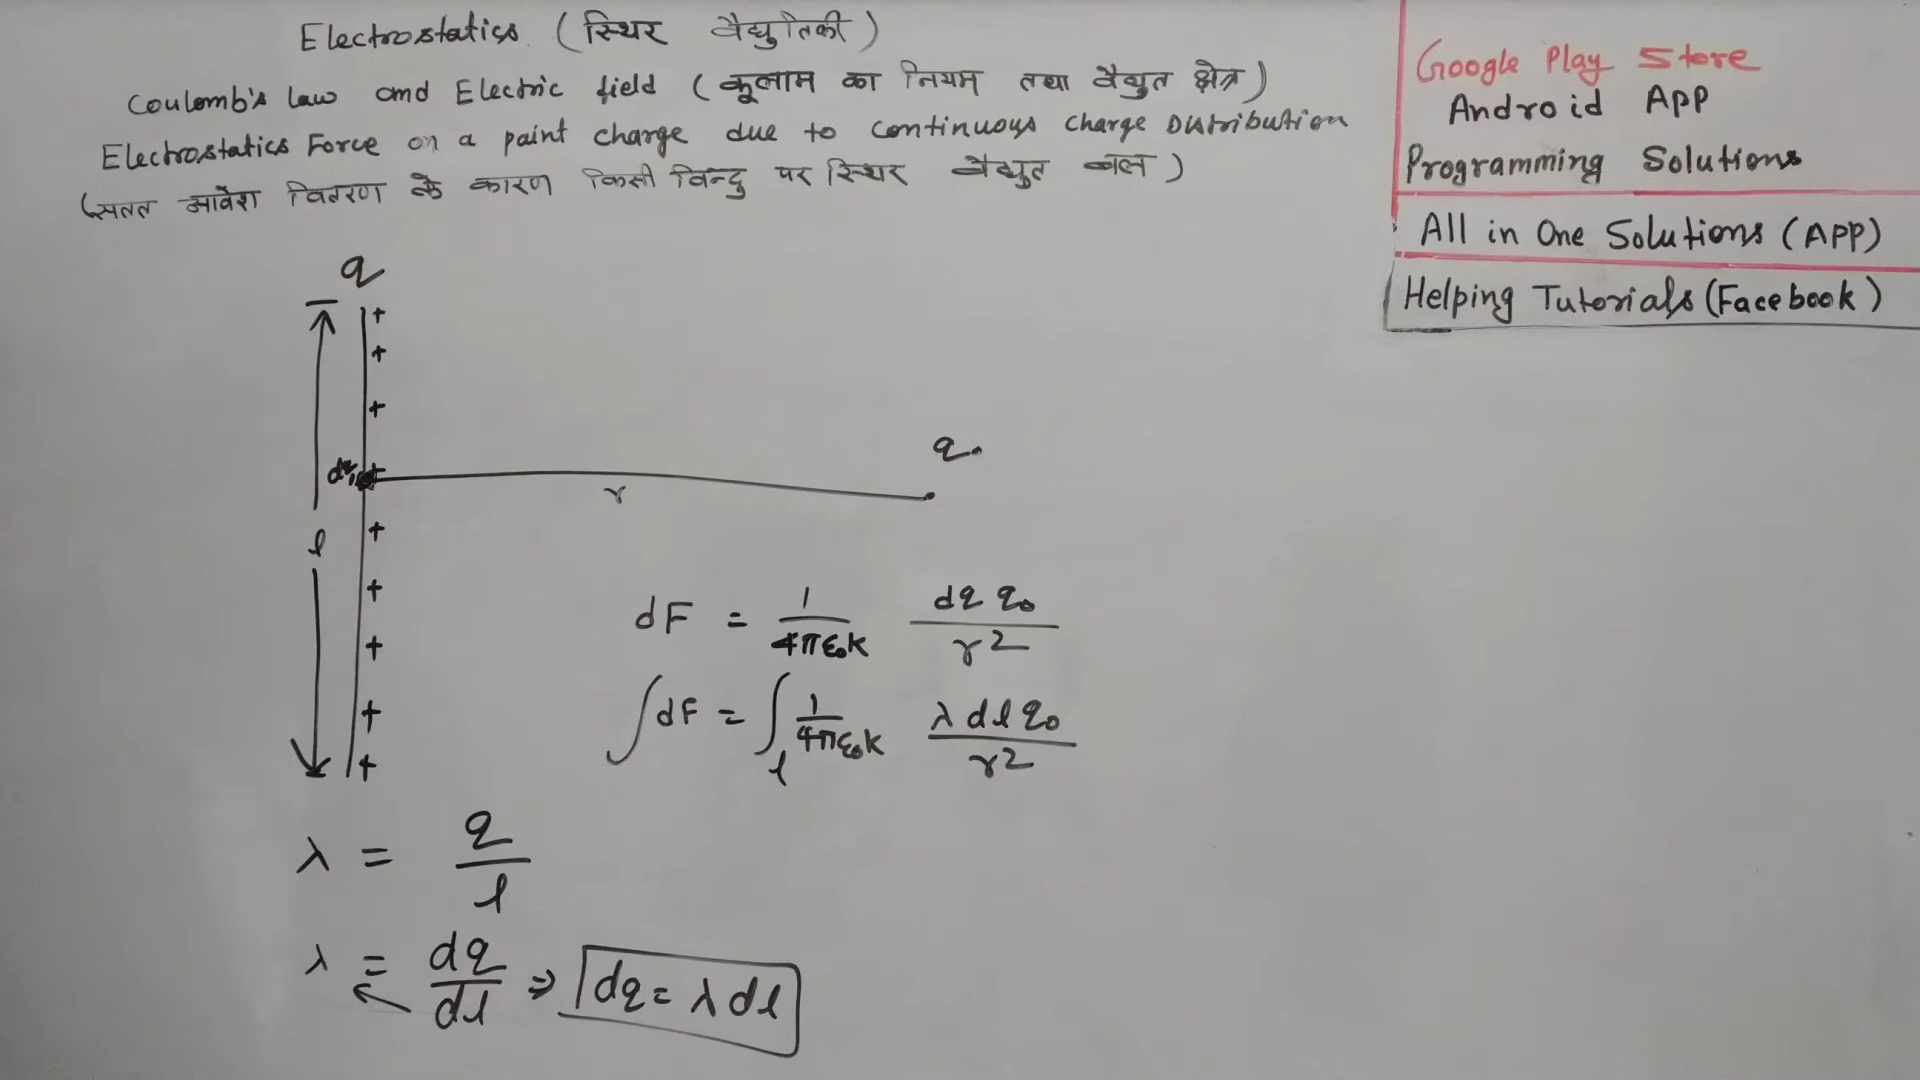 Electrostatics (स्थिर वैद्युतिकी)
Coulomb's law and Electric field (कूलाम का नियम तथा वैद्युत क्षेत्र)
Electrostatics Force on a paint charge due to continuous charge Distribution
(सतत आवेश वितरण के कारण किसी विन्दु पर स्थिर वैद्युत बल)
Google Play Store
Android App
Programming Solutions
All in One Solutions (APP)
Helping Tutorials (Facebook)
q
+
+
+
q.
dq +
r
+
l
+
+
+
+
dF = 1/4πε₀k dq q₀/r²
∫dF = ∫l 1/4πε₀k λ dl q₀/r²
λ = q/l
λ = dq/dl ⇒ dq = λ dl